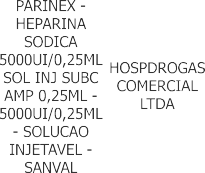 PARINEX -
HEPARINA
SODICA
5000UI/0,25ML
SOL INJ SUBC
AMP 0,25ML -
5000UI/0,25ML
- SOLUCAO
INJETAVEL -
SANVAL
HOSPDROGAS
COMERCIAL
LTDA